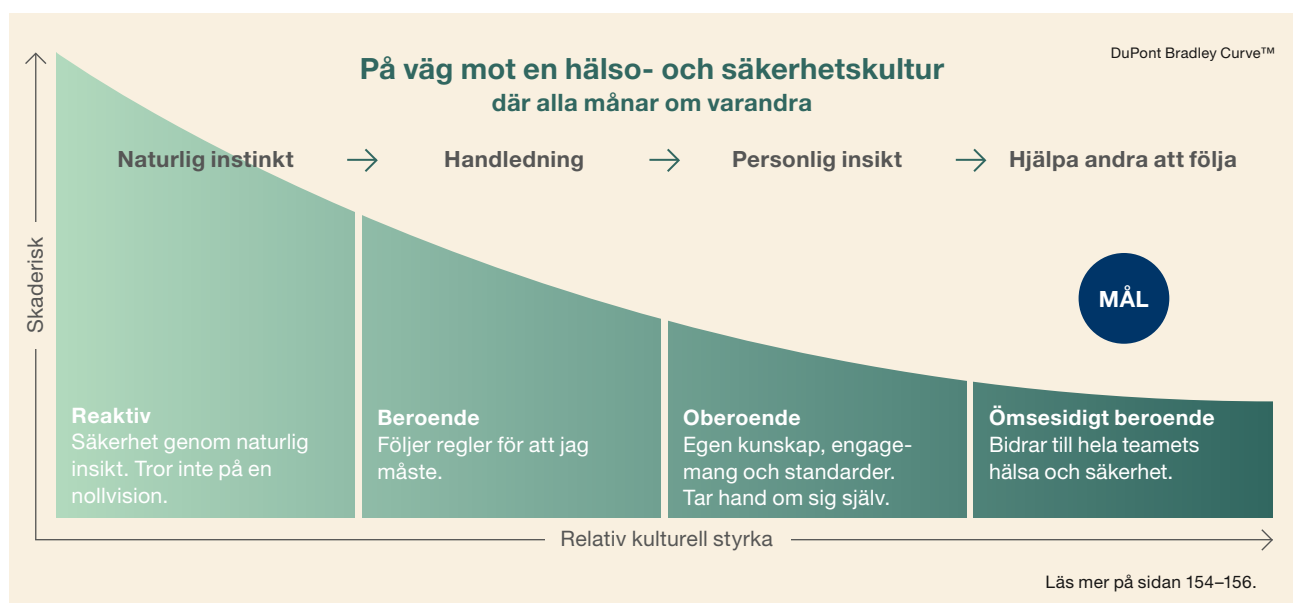 DuPont Bradley Curve™
På väg mot en hälso- och säkerhetskultur
där alla månar om varandra
Naturlig instinkt → Handledning → Personlig insikt → Hjälpa andra att följa
Skaderisk
MÅL
Reaktiv
Säkerhet genom naturlig
insikt. Tror inte på en
nollvision.
Beroende
Följer regler för att jag
måste.
Oberoende
Egen kunskap, engage-
mang och standarder.
Tar hand om sig själv.
Ömsesidigt beroende
Bidrar till hela teamets
hälsa och säkerhet.
Relativ kulturell styrka
Läs mer på sidan 154–156.